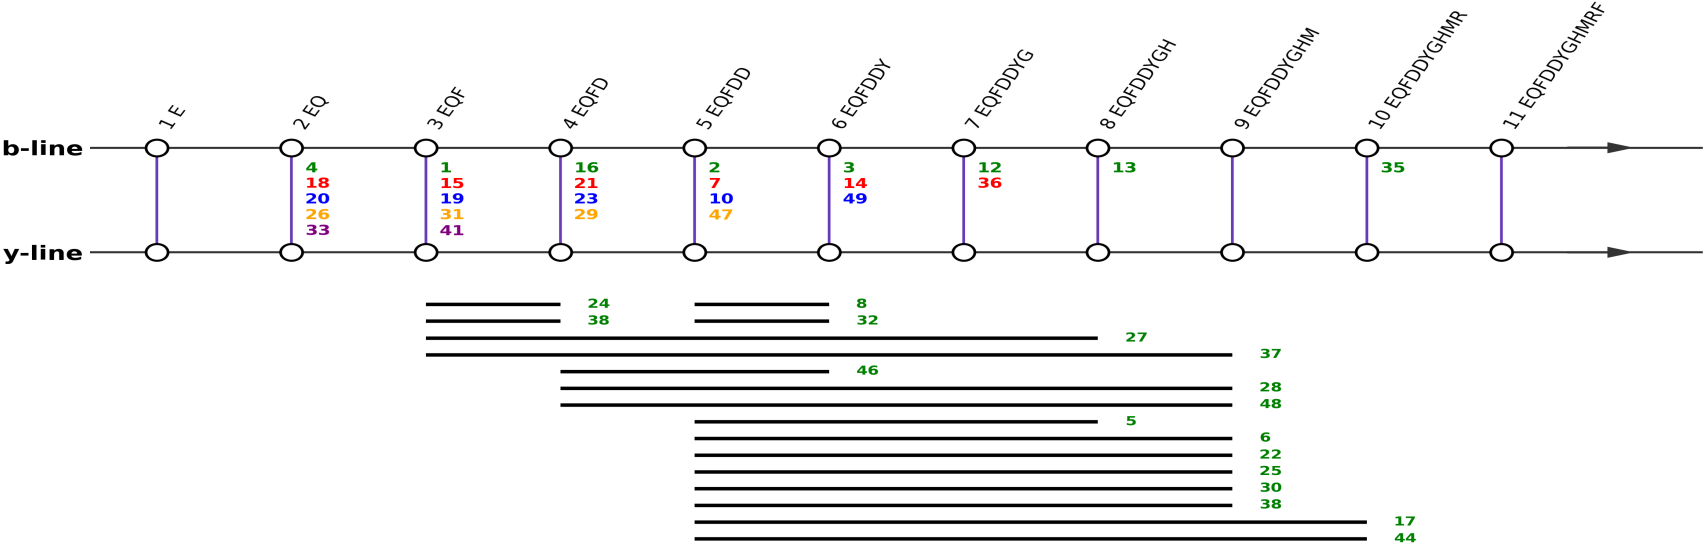 1 E
2 EQ
3 EQF
4 EQFD
5 EQFDD
6 EQFDDY
7 EQFDDYG
8 EQFDDYGH
9 EQFDDYGHM
10 EQFDDYGHMR
11 EQFDDYGHMRF
b-line
4 1 16 2 3 12 13 35
18 15 21 7 14 36
20 19 23 10 49
26 31 29 47
33 41
y-line
24 8
38 32
27
37
46
28
48
5
6
22
25
30
38
17
44